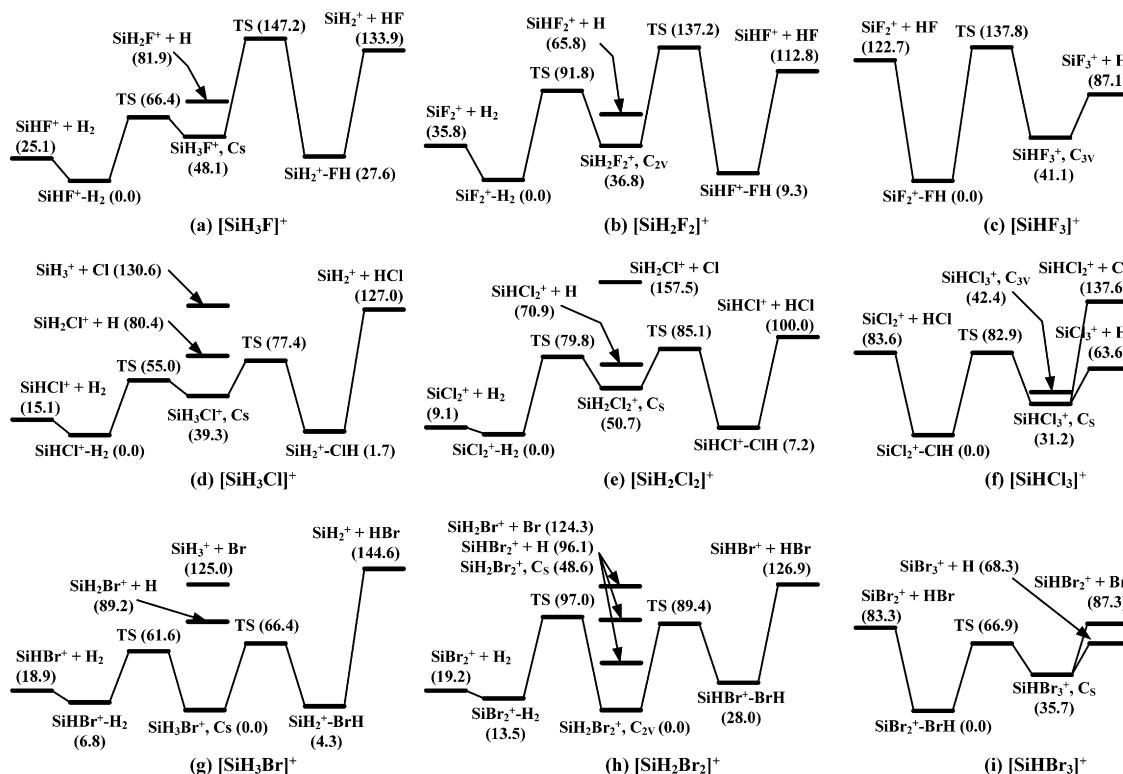 SiH₂F⁺ + H
(81.9)
TS (147.2)
SiH₂⁺ + HF
(133.9)
TS (66.4)
SiHF⁺ + H₂
(25.1)
SiHF⁺-H₂ (0.0)
SiH₃F⁺, Cs
(48.1)
SiH₂⁺-FH (27.6)
(a) [SiH₃F]⁺
SiHF₂⁺ + H
(65.8)
TS (137.2)
SiHF⁺ + HF
(112.8)
TS (91.8)
SiF₂⁺ + H₂
(35.8)
SiF₂⁺-H₂ (0.0)
SiH₂F₂⁺, C₂ᵥ
(36.8)
SiHF⁺-FH (9.3)
(b) [SiH₂F₂]⁺
SiF₂⁺ + HF
(122.7)
TS (137.8)
SiF₃⁺ + H
(87.1)
SiF₂⁺-FH (0.0)
SiHF₃⁺, C₃ᵥ
(41.1)
(c) [SiHF₃]⁺
SiH₃⁺ + Cl (130.6)
SiH₂⁺ + HCl
(127.0)
SiH₂Cl⁺ + H (80.4)
TS (77.4)
TS (55.0)
SiHCl⁺ + H₂
(15.1)
SiHCl⁺-H₂ (0.0)
SiH₃Cl⁺, Cs
(39.3)
SiH₂⁺-ClH (1.7)
(d) [SiH₃Cl]⁺
SiH₂Cl⁺ + Cl
(157.5)
SiHCl₂⁺ + H
(70.9)
SiHCl⁺ + HCl
(100.0)
TS (79.8)
TS (85.1)
SiCl₂⁺ + H₂
(9.1)
SiCl₂⁺-H₂ (0.0)
SiH₂Cl₂⁺, Cₛ
(50.7)
SiHCl⁺-ClH (7.2)
(e) [SiH₂Cl₂]⁺
SiHCl₃⁺, C₃ᵥ
(42.4)
SiHCl₂⁺ +
(137.6)
SiCl₂⁺ + HCl
(83.6)
TS (82.9)
SiCl₃⁺ + H
(63.6)
SiCl₂⁺-ClH (0.0)
SiHCl₃⁺, Cₛ
(31.2)
(f) [SiHCl₃]⁺
SiH₃⁺ + Br
(125.0)
SiH₂⁺ + HBr
(144.6)
SiH₂Br⁺ + H
(89.2)
TS (61.6)
TS (66.4)
SiHBr⁺ + H₂
(18.9)
SiHBr⁺-H₂
(6.8)
SiH₃Br⁺, Cs (0.0)
SiH₂⁺-BrH
(4.3)
(g) [SiH₃Br]⁺
SiH₂Br⁺ + Br (124.3)
SiHBr₂⁺ + H (96.1)
SiH₂Br₂⁺, Cₛ (48.6)
SiHBr⁺ + HBr
(126.9)
TS (97.0)
TS (89.4)
SiBr₂⁺ + H₂
(19.2)
SiBr₂⁺-H₂
(13.5)
SiH₂Br₂⁺, C₂ᵥ (0.0)
SiHBr⁺-BrH
(28.0)
(h) [SiH₂Br₂]⁺
SiBr₃⁺ + H (68.3)
SiBr₂⁺ + HBr
(83.3)
SiHBr₂⁺ + Br
(87.3)
TS (66.9)
SiBr₂⁺-BrH (0.0)
SiHBr₃⁺, Cₛ
(35.7)
(i) [SiHBr₃]⁺